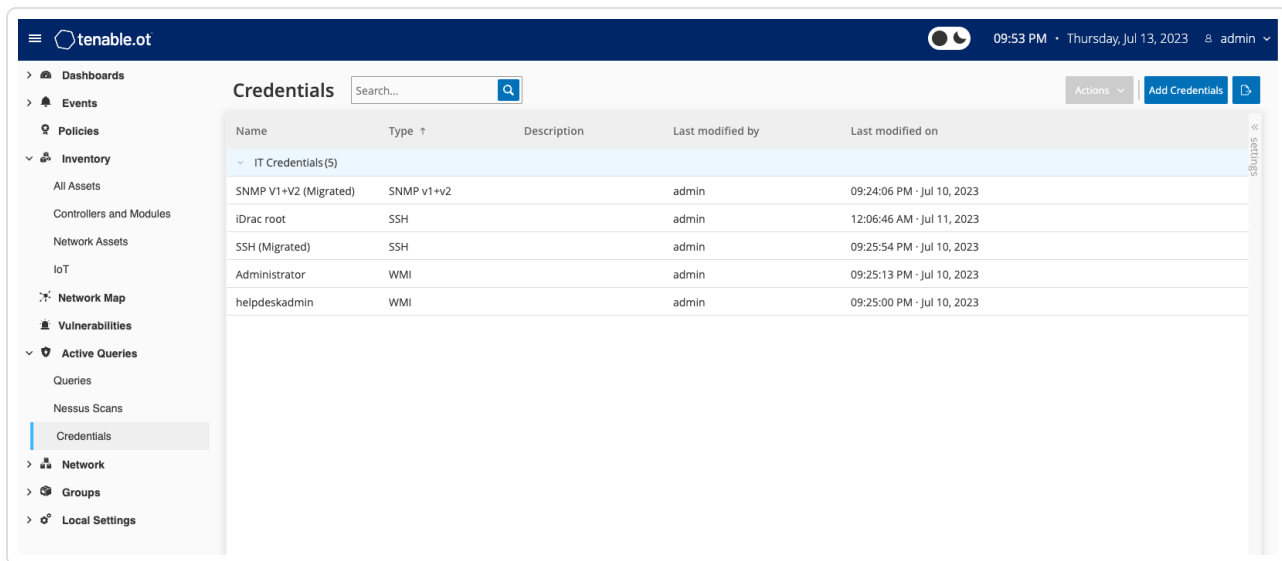 tenable.ot
09:53 PM • Thursday, Jul 13, 2023 admin
Dashboards
Events
Policies
Inventory
All Assets
Controllers and Modules
Network Assets
IoT
Network Map
Vulnerabilities
Active Queries
Queries
Nessus Scans
Credentials
Network
Groups
Local Settings
Credentials Search... Actions Add Credentials
Name Type ↑ Description Last modified by Last modified on
IT Credentials (5)
SNMP V1+V2 (Migrated) SNMP v1+v2 admin 09:24:06 PM · Jul 10, 2023
iDrac root SSH admin 12:06:46 AM · Jul 11, 2023
SSH (Migrated) SSH admin 09:25:54 PM · Jul 10, 2023
Administrator WMI admin 09:25:13 PM · Jul 10, 2023
helpdeskadmin WMI admin 09:25:00 PM · Jul 10, 2023
settings